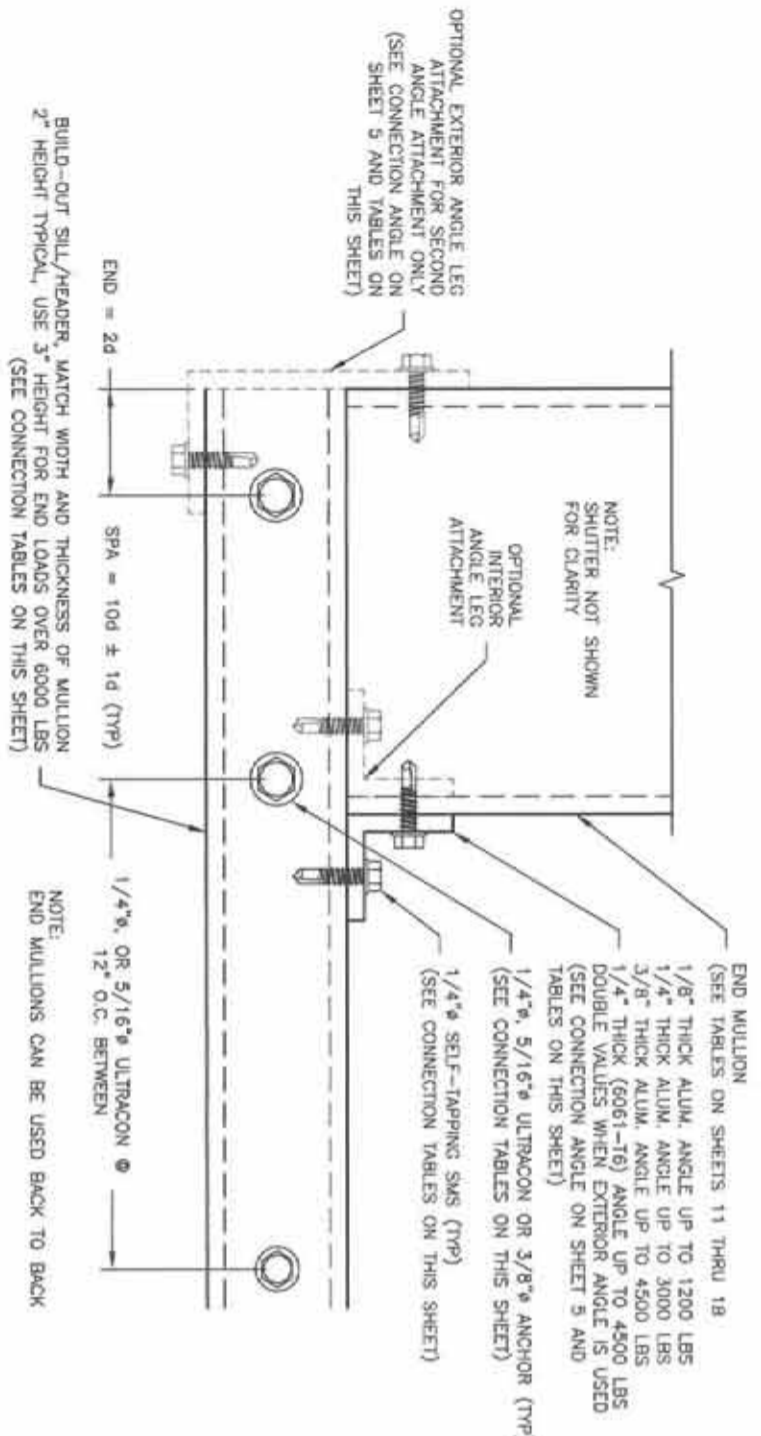 END MULLION
(SEE TABLES ON SHEETS 11 THRU 18
1/8" THICK ALUM. ANGLE UP TO 1200 LBS
1/4" THICK ALUM. ANGLE UP TO 3000 LBS
3/8" THICK ALUM. ANGLE UP TO 4500 LBS
1/4" THICK (6061-T6) ANGLE UP TO 4500 LBS
DOUBLE VALUES WHEN EXTERIOR ANGLE IS USED
(SEE CONNECTION ANGLE ON SHEET 5 AND
TABLES ON THIS SHEET)
1/4"ø, 5/16"ø ULTRACON OR 3/8"ø ANCHOR (TYP
(SEE CONNECTION TABLES ON THIS SHEET)
1/4"ø SELF-TAPPING SMS (TYP)
(SEE CONNECTION TABLES ON THIS SHEET)
NOTE:
SHUTTER NOT SHOWN
FOR CLARITY
OPTIONAL
INTERIOR
ANGLE LEG
ATTACHMENT
OPTIONAL EXTERIOR ANGLE LEG
ATTACHMENT FOR SECOND
ANGLE ATTACHMENT ONLY
(SEE CONNECTION ANGLE ON
SHEET 5 AND TABLES ON
THIS SHEET)
END = 2d
SPA = 10d ± 1d (TYP)
1/4"ø, OR 5/16"ø ULTRACON @
12" O.C. BETWEEN
BUILD-OUT SILL/HEADER, MATCH WIDTH AND THICKNESS OF MULLION
2" HEIGHT TYPICAL, USE 3" HEIGHT FOR END LOADS OVER 6000 LBS
(SEE CONNECTION TABLES ON THIS SHEET)
NOTE:
END MULLIONS CAN BE USED BACK TO BACK